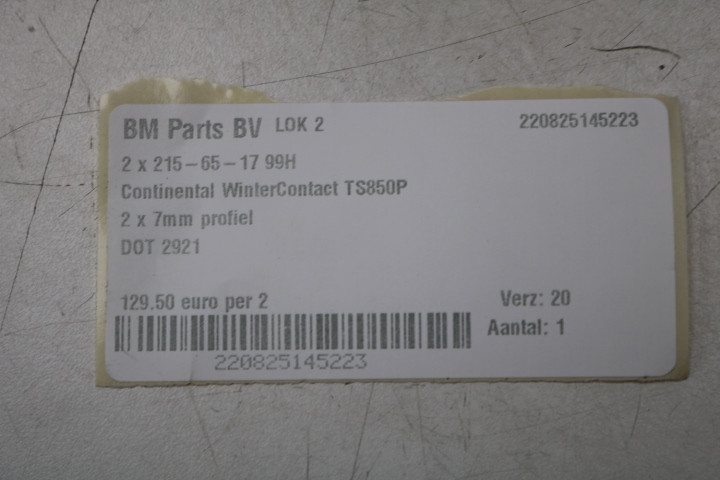 BM Parts BV LOK 2 220825145223
2 x 215-65-17 99H
Continental WinterContact TS850P
2 x 7mm profiel
DOT 2921
129.50 euro per 2 Verz: 20
Aantal: 1
220825145223